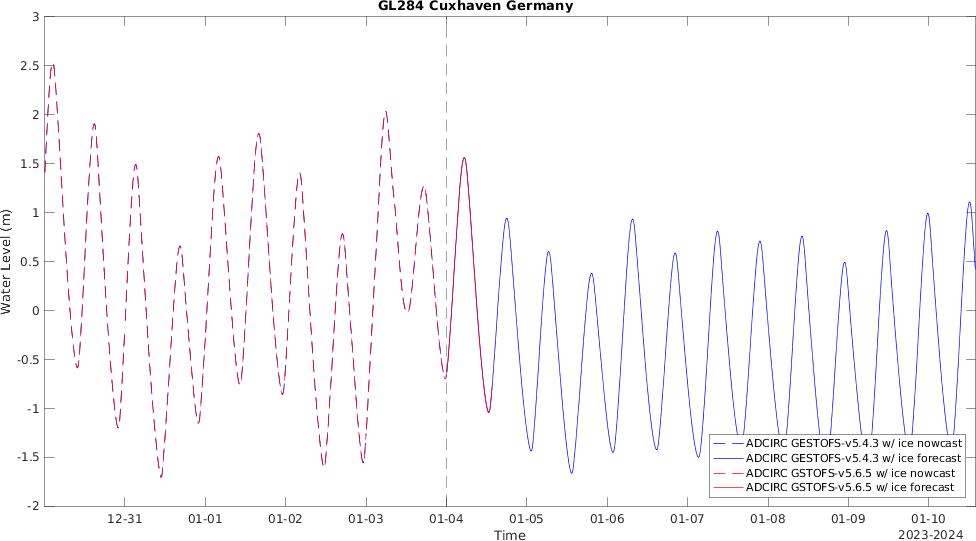 GL284 Cuxhaven Germany
3
2.5
2
1.5
1
0.5
0
-0.5
-1
-1.5
-2
Water Level (m)
ADCIRC GESTOFS-v5.4.3 w/ ice nowcast
ADCIRC GESTOFS-v5.4.3 w/ ice forecast
ADCIRC GSTOFS-v5.6.5 w/ ice nowcast
ADCIRC GSTOFS-v5.6.5 w/ ice forecast
12-31 01-01 01-02 01-03 01-04 01-05 01-06 01-07 01-08 01-09 01-10
Time
2023-2024